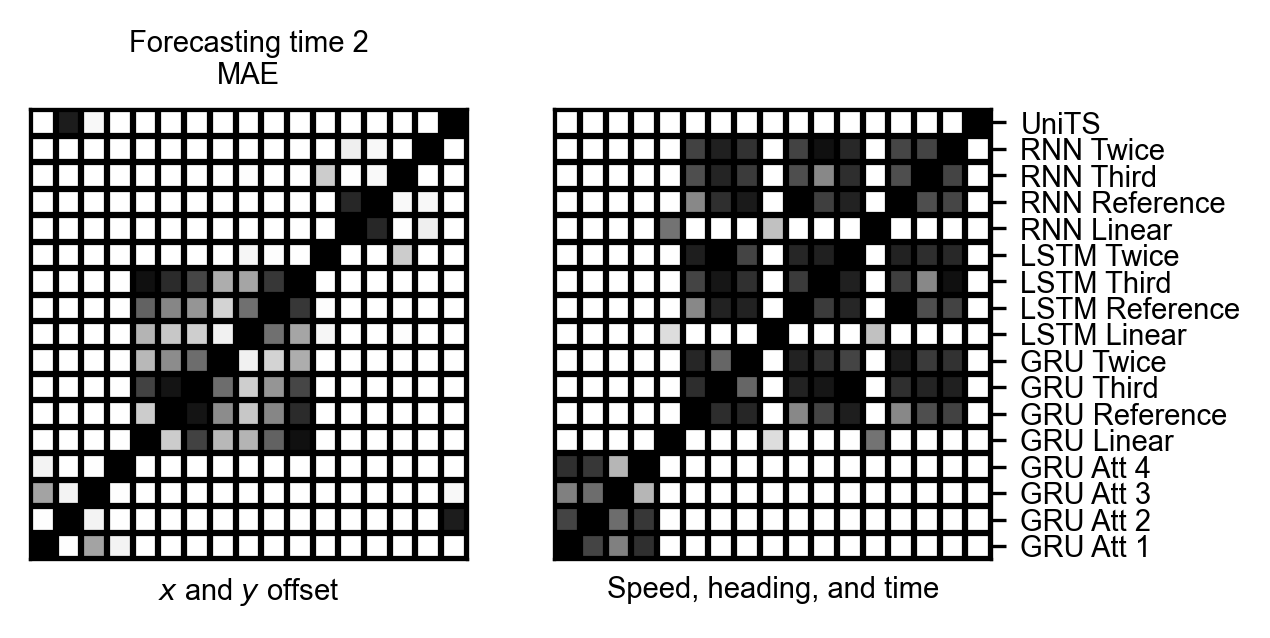 Forecasting time 2
MAE
UniTS
RNN Twice
RNN Third
RNN Reference
RNN Linear
LSTM Twice
LSTM Third
LSTM Reference
LSTM Linear
GRU Twice
GRU Third
GRU Reference
GRU Linear
GRU Att 4
GRU Att 3
GRU Att 2
GRU Att 1
x and y offset
Speed, heading, and time